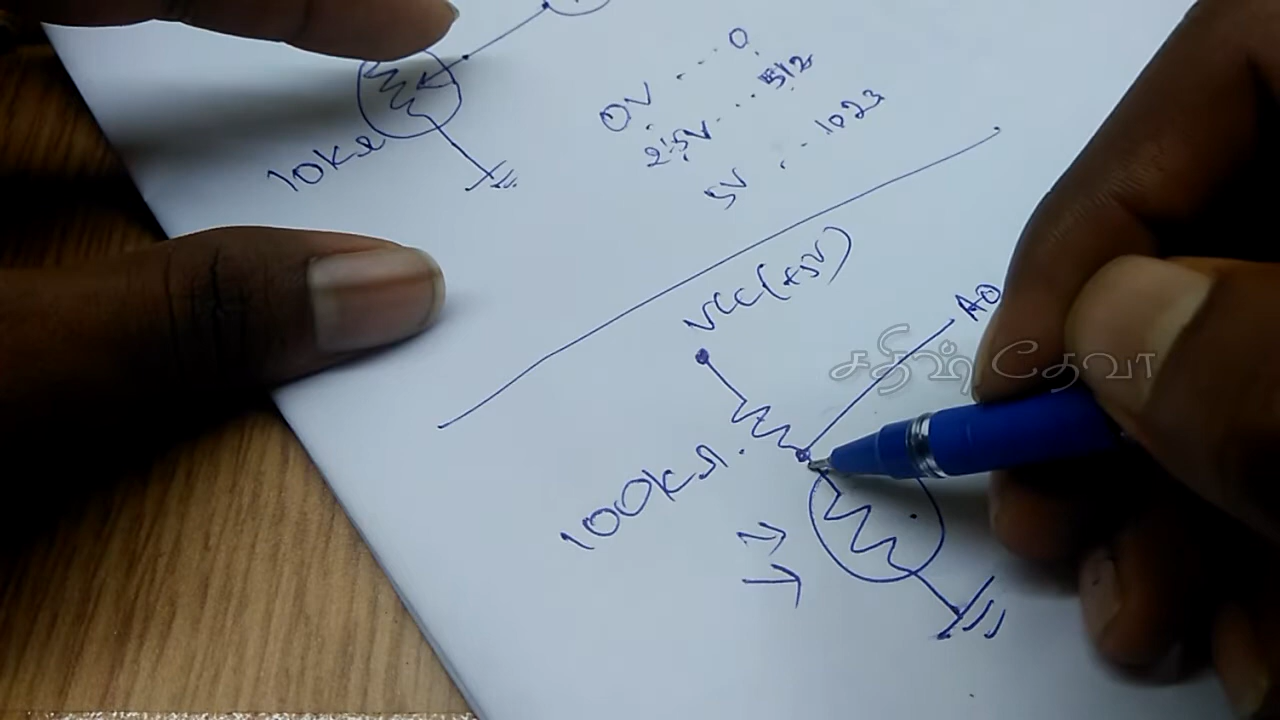 0V . . . 0.
2.5V . . . 512
5V . . . 1023
10KΩ
VCC (+5V)
A0
100KΩ
சதிஷ் தேவா